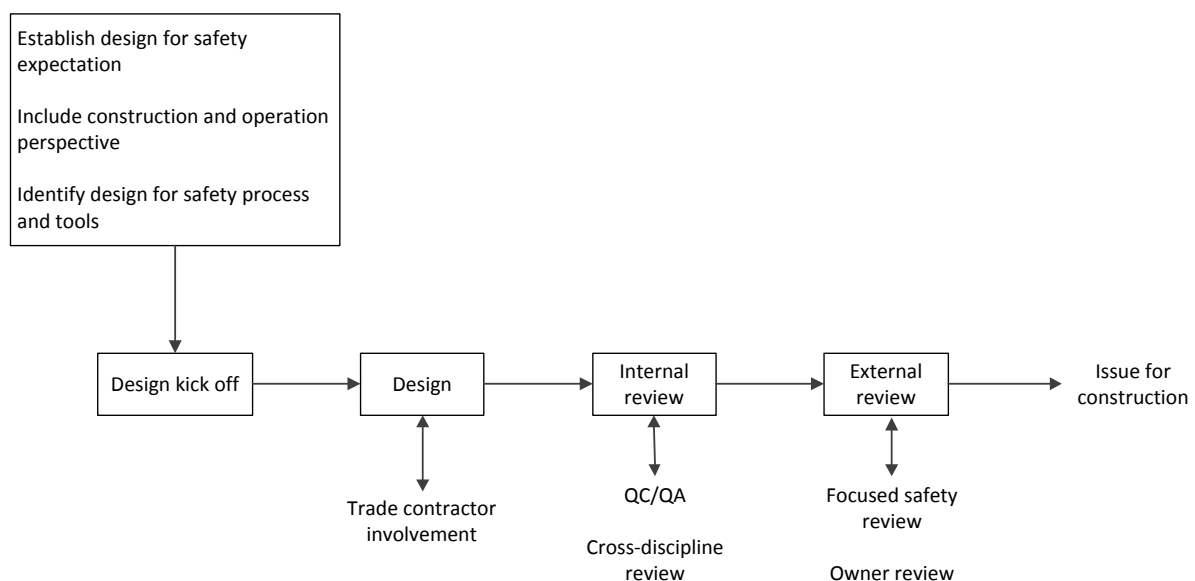 Establish design for safety
expectation
Include construction and operation
perspective
Identify design for safety process
and tools
Design kick off
Design
Internal
review
External
review
Issue for
construction
Trade contractor
involvement
QC/QA
Cross-discipline
review
Focused safety
review
Owner review